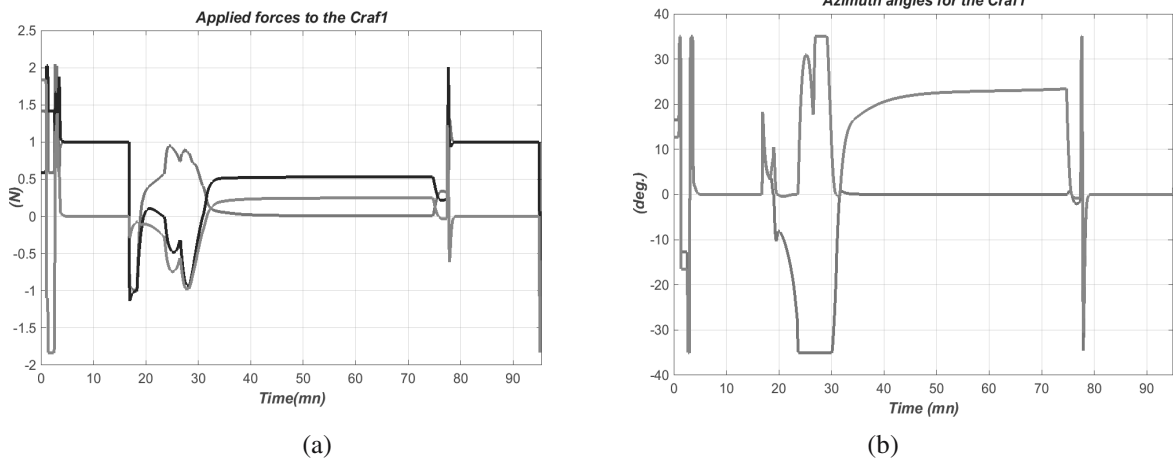 Applied forces to the Craf1
2.5
2
1.5
1
0.5
0
-0.5
-1
-1.5
-2
(N)
0 10 20 30 40 50 60 70 80 90
Time(mn)
(a)
Azimuth angles for the Craf1
40
30
20
10
0
-10
-20
-30
-40
(deg.)
0 10 20 30 40 50 60 70 80 90
Time (mn)
(b)